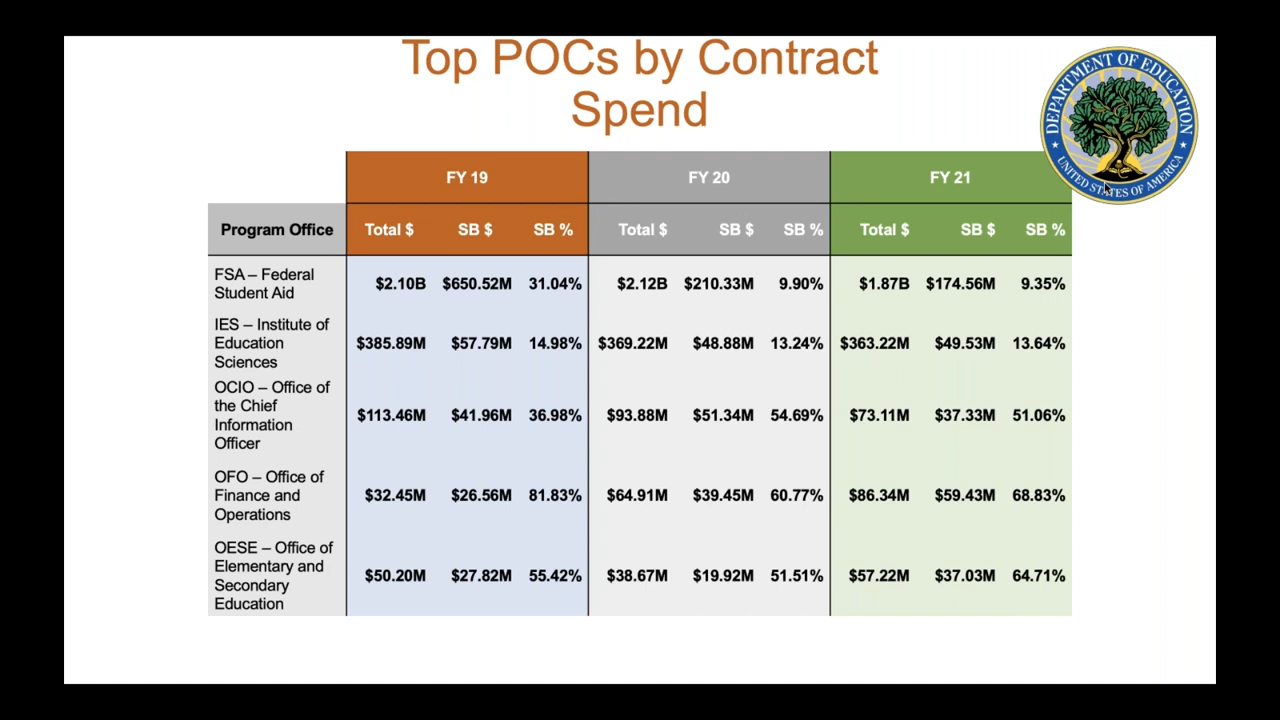 Top POCs by Contract
Spend
DEPARTMENT OF EDUCATION
UNITED STATES OF AMERICA
FY 19 FY 20 FY 21
Program Office Total $ SB $ SB % Total $ SB $ SB % Total $ SB $ SB %
FSA – Federal
Student Aid
$2.10B $650.52M 31.04% $2.12B $210.33M 9.90% $1.87B $174.56M 9.35%
IES – Institute of
Education
Sciences
$385.89M $57.79M 14.98% $369.22M $48.88M 13.24% $363.22M $49.53M 13.64%
OCIO – Office of
the Chief
Information
Officer
$113.46M $41.96M 36.98% $93.88M $51.34M 54.69% $73.11M $37.33M 51.06%
OFO – Office of
Finance and
Operations
$32.45M $26.56M 81.83% $64.91M $39.45M 60.77% $86.34M $59.43M 68.83%
OESE – Office of
Elementary and
Secondary
Education
$50.20M $27.82M 55.42% $38.67M $19.92M 51.51% $57.22M $37.03M 64.71%